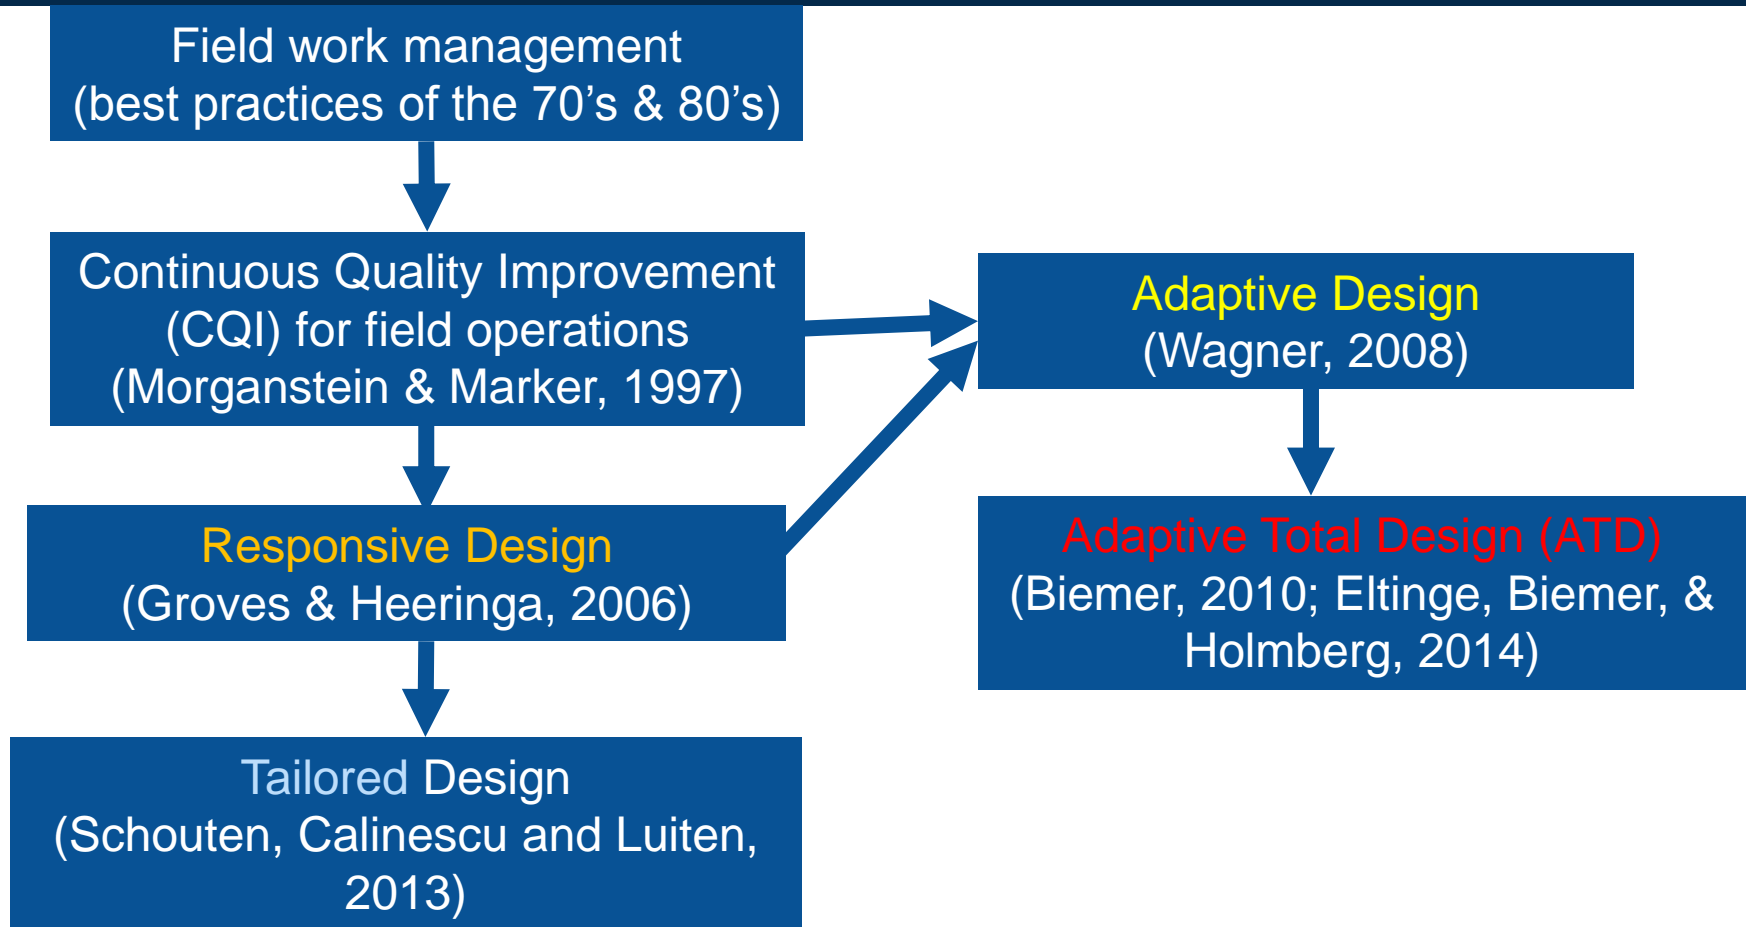 Field work management
(best practices of the 70’s & 80’s)
Continuous Quality Improvement
(CQI) for field operations
(Morganstein & Marker, 1997)
Responsive Design
(Groves & Heeringa, 2006)
Tailored Design
(Schouten, Calinescu and Luiten,
2013)
Adaptive Design
(Wagner, 2008)
Adaptive Total Design (ATD)
(Biemer, 2010; Eltinge, Biemer, &
Holmberg, 2014)